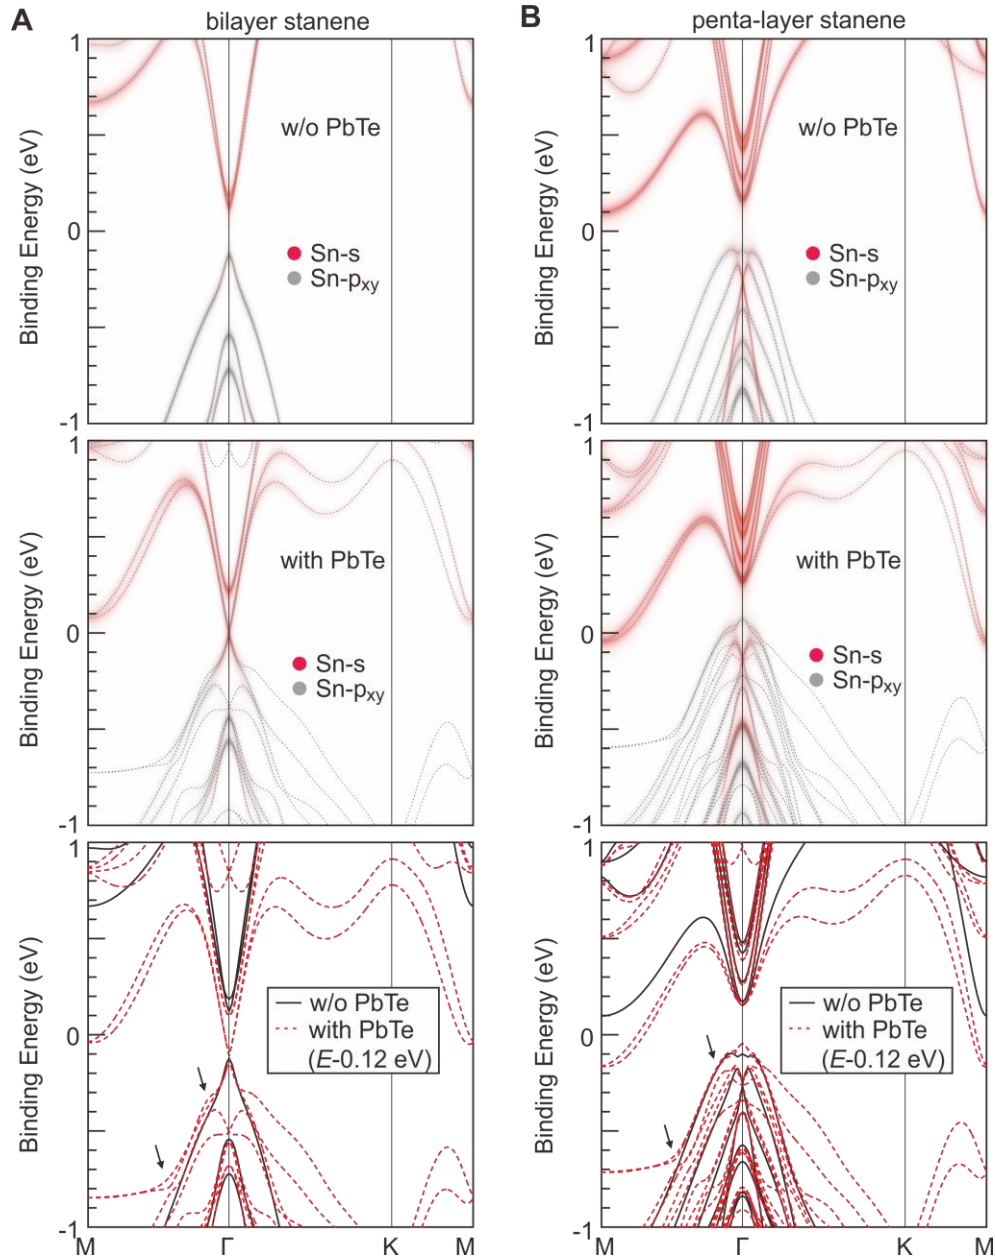 A
bilayer stanene
B
penta-layer stanene
1
Binding Energy (eV)
w/o PbTe
0
Sn-s
Sn-pxy
-1
1
Binding Energy (eV)
w/o PbTe
0
Sn-s
Sn-pxy
-1
1
Binding Energy (eV)
with PbTe
0
Sn-s
Sn-pxy
-1
1
Binding Energy (eV)
with PbTe
0
Sn-s
Sn-pxy
-1
1
Binding Energy (eV)
0
w/o PbTe
with PbTe
(E-0.12 eV)
-1
M Γ K M
1
Binding Energy (eV)
0
w/o PbTe
with PbTe
(E-0.12 eV)
-1
M Γ K M